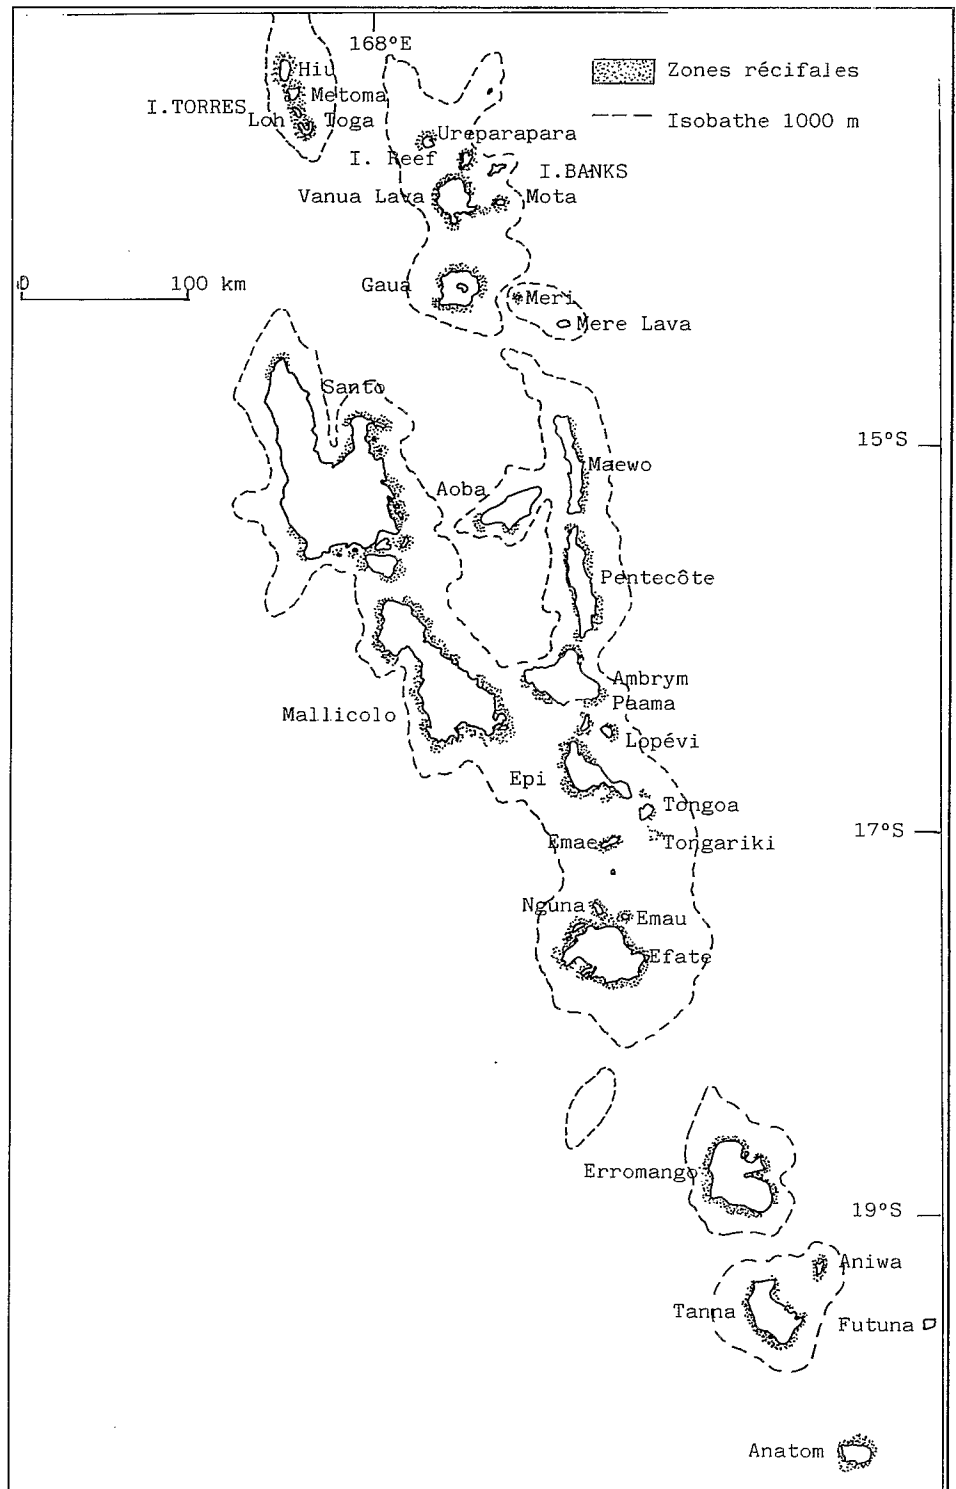 168°E
Hiu
Zones récifales
Metoma
I.TORRES
Loh
Toga
Isobathe 1000 m
Ureparapara
I. Reef
I.BANKS
Vanua Lava
Mota
0
100 km
Gaua
Meri
Mere Lava
Santo
15°S
Maewo
Aoba
Pentecôte
Ambrym
Paama
Mallicolo
Lopévi
Epi
Tongoa
17°S
Emae
Tongariki
Nguna
Emau
Efate
Erromango
19°S
Aniwa
Tanna
Futuna
Anatom